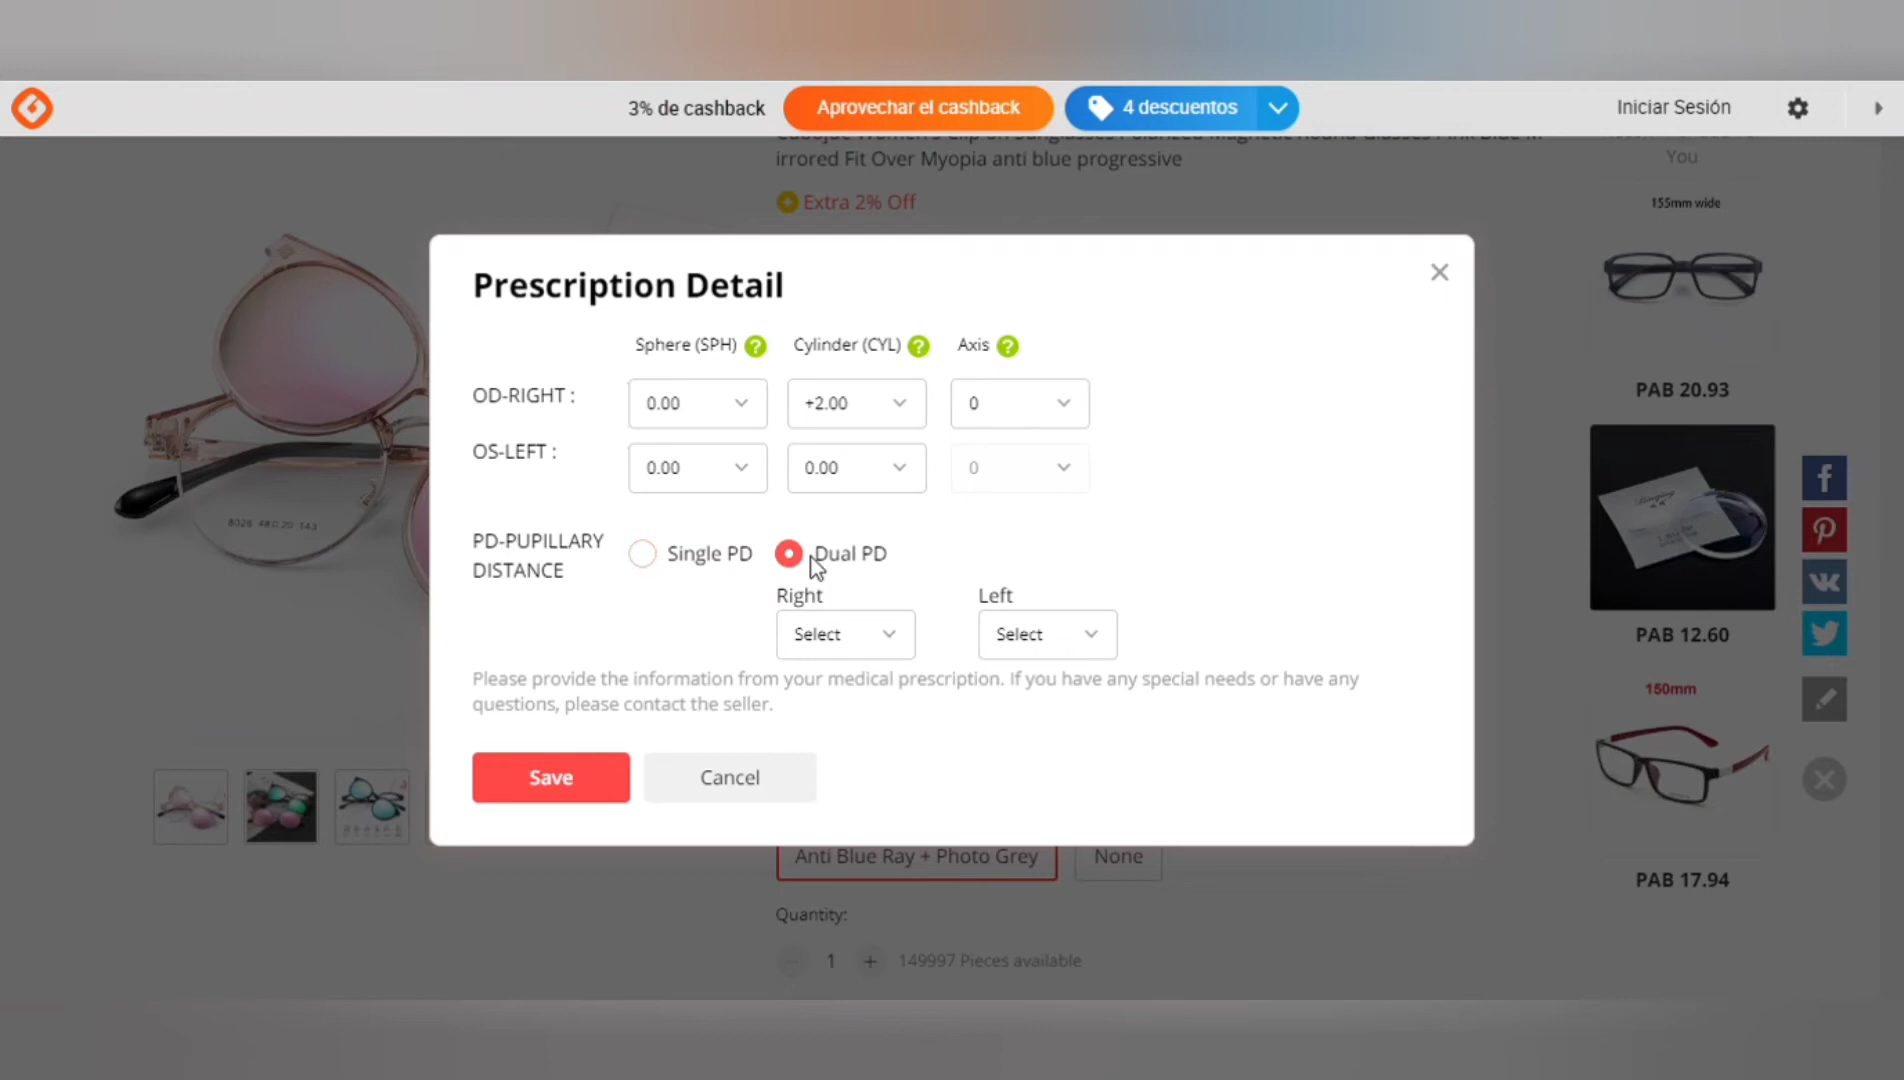 3% de cashback
Aprovechar el cashback
4 descuentos
Iniciar Sesión
irrored Fit Over Myopia anti blue progressive
You
Extra 2% Off
155mm wide
Prescription Detail
Sphere (SPH) ? Cylinder (CYL) ? Axis ?
OD-RIGHT : 0.00 +2.00 0
OS-LEFT : 0.00 0.00 0
PD-PUPILLARY
DISTANCE
Single PD Dual PD
Right Left
Select Select
Please provide the information from your medical prescription. If you have any special needs or have any
questions, please contact the seller.
Save Cancel
8026 48□20 143
PAB 20.93
PAB 12.60
150mm
PAB 17.94
Anti Blue Ray + Photo Grey
None
Quantity:
1 + 149997 Pieces available